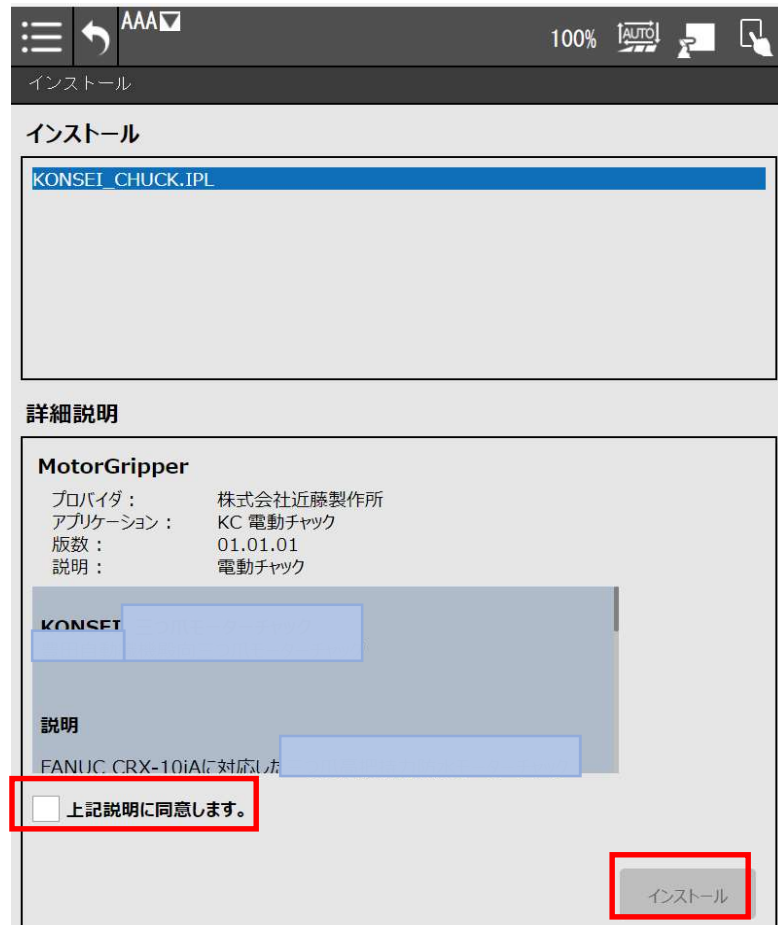 AAA
100% AUTO
インストール
インストール
KONSEI_CHUCK.IPL
詳細説明
MotorGripper
プロバイダ： 株式会社近藤製作所
アプリケーション： KC 電動チャック
版数： 01.01.01
説明： 電動チャック
KONSEI
説明
FANUC CRX-10iAに対応した
上記説明に同意します。
インストール